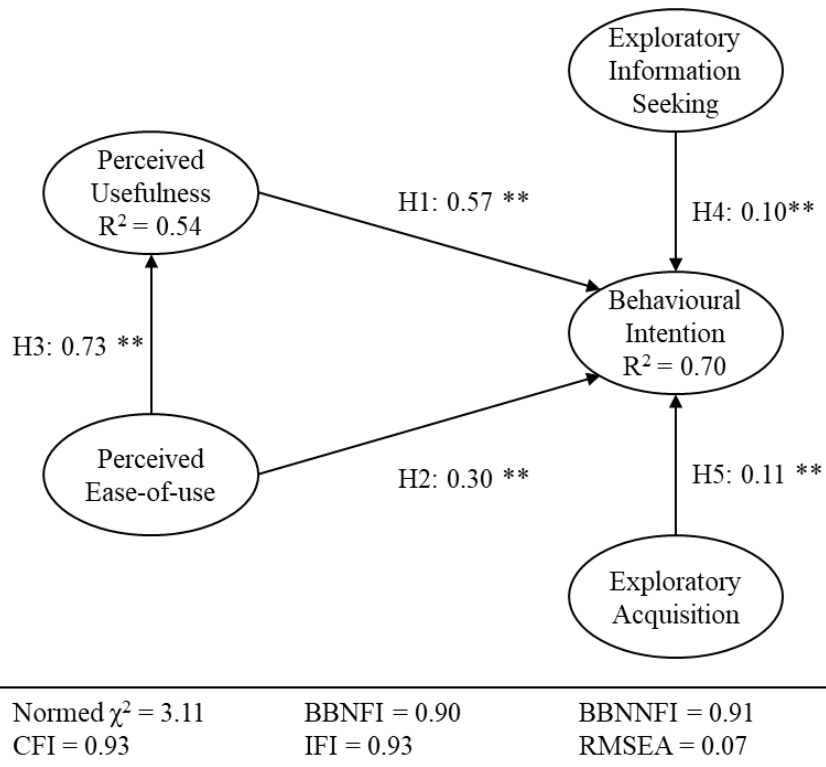 Exploratory
Information
Seeking
Perceived
Usefulness
R² = 0.54
H1: 0.57 **
H4: 0.10**
Behavioural
Intention
R² = 0.70
H3: 0.73 **
Perceived
Ease-of-use
H2: 0.30 **
H5: 0.11 **
Exploratory
Acquisition
Normed χ² = 3.11 BBNFI = 0.90 BBNNFI = 0.91
CFI = 0.93 IFI = 0.93 RMSEA = 0.07